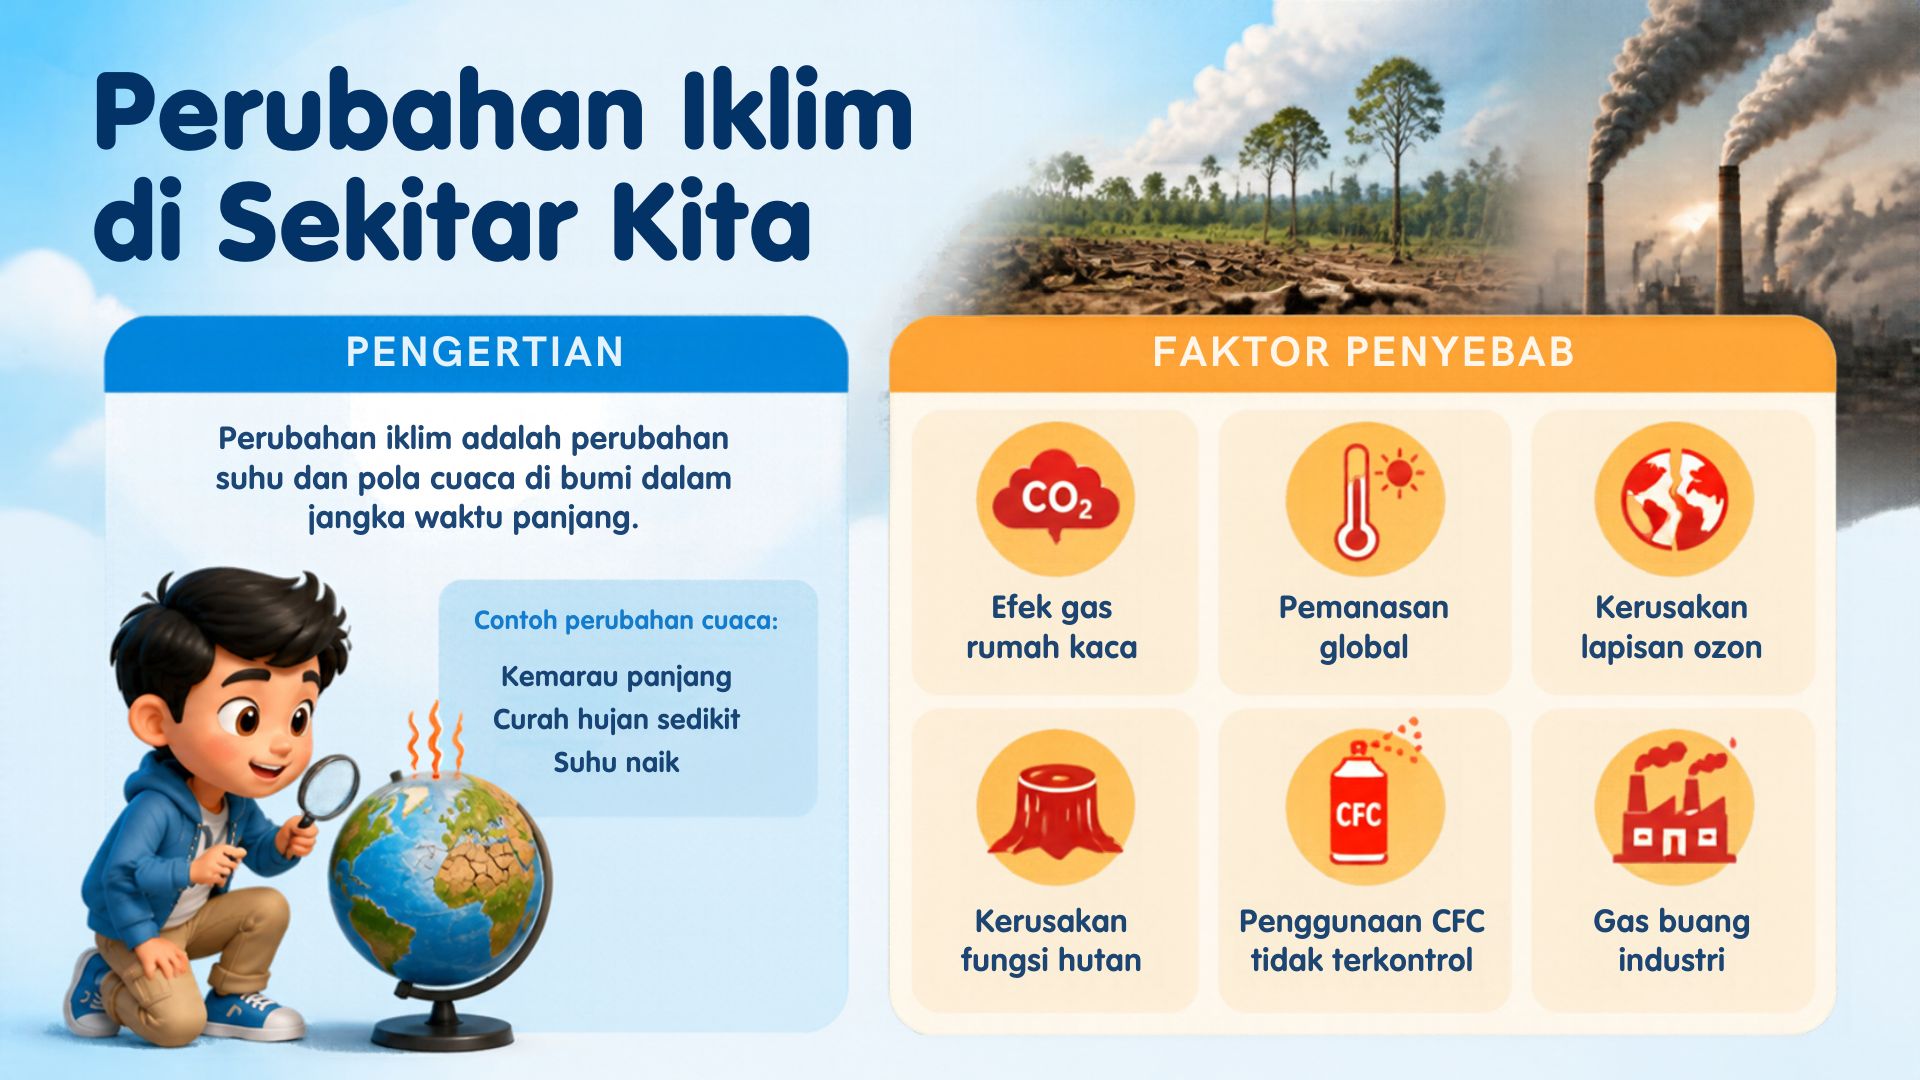 Perubahan Iklim
di Sekitar Kita
PENGERTIAN
Perubahan iklim adalah perubahan
suhu dan pola cuaca di bumi dalam
jangka waktu panjang.
Contoh perubahan cuaca:
Kemarau panjang
Curah hujan sedikit
Suhu naik
FAKTOR PENYEBAB
CO₂
Efek gas
rumah kaca
Pemanasan
global
Kerusakan
lapisan ozon
Kerusakan
fungsi hutan
CFC
Penggunaan CFC
tidak terkontrol
Gas buang
industri